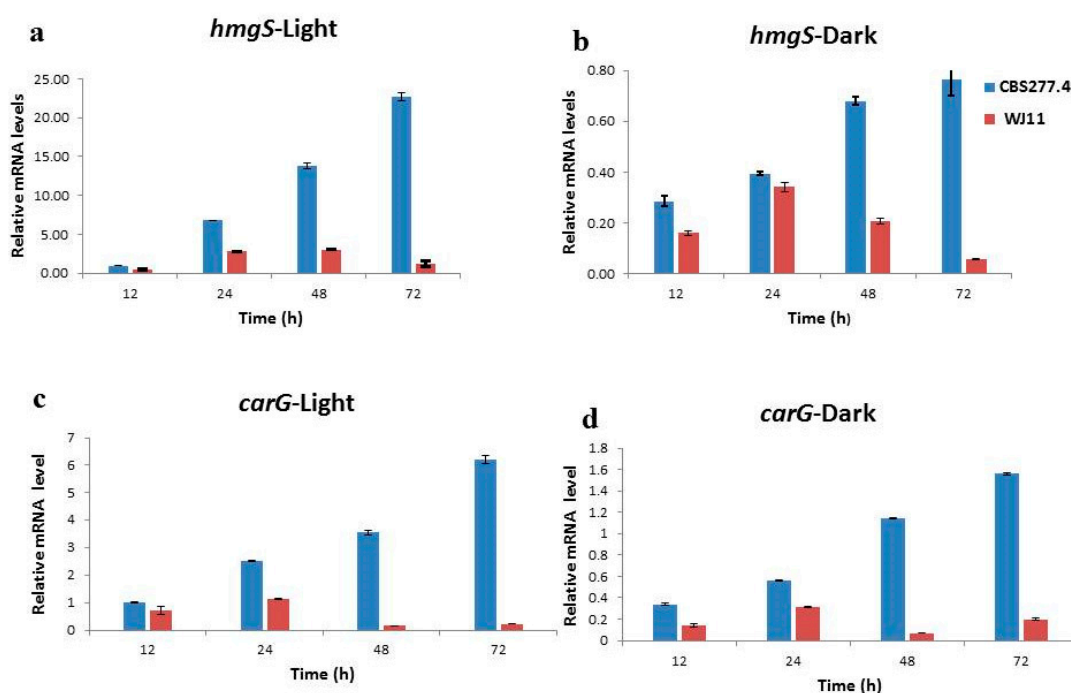 a
hmgS-Light
Relative mRNA levels
25.00
20.00
15.00
10.00
5.00
0.00
12 24 48 72
Time (h)
b
hmgS-Dark
Relative mRNA levels
0.80
0.60
0.40
0.20
0.00
12 24 48 72
Time (h)
CBS277.4
WJ11
c
carG-Light
Relative mRNA level
7
6
5
4
3
2
1
0
12 24 48 72
Time (h)
d
carG-Dark
Relative mRNA level
1.8
1.6
1.4
1.2
1
0.8
0.6
0.4
0.2
0
12 24 48 72
Time (h)